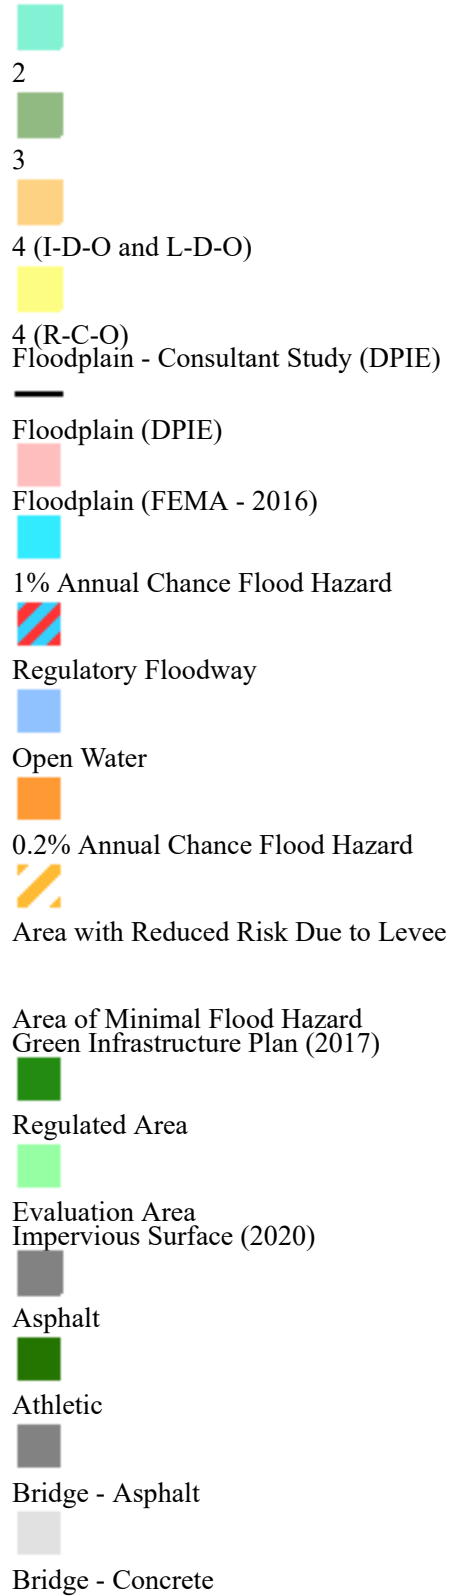 2
3
4 (I-D-O and L-D-O)
4 (R-C-O)
Floodplain - Consultant Study (DPIE)
Floodplain (DPIE)
Floodplain (FEMA - 2016)
1% Annual Chance Flood Hazard
Regulatory Floodway
Open Water
0.2% Annual Chance Flood Hazard
Area with Reduced Risk Due to Levee
Area of Minimal Flood Hazard
Green Infrastructure Plan (2017)
Regulated Area
Evaluation Area
Impervious Surface (2020)
Asphalt
Athletic
Bridge - Asphalt
Bridge - Concrete